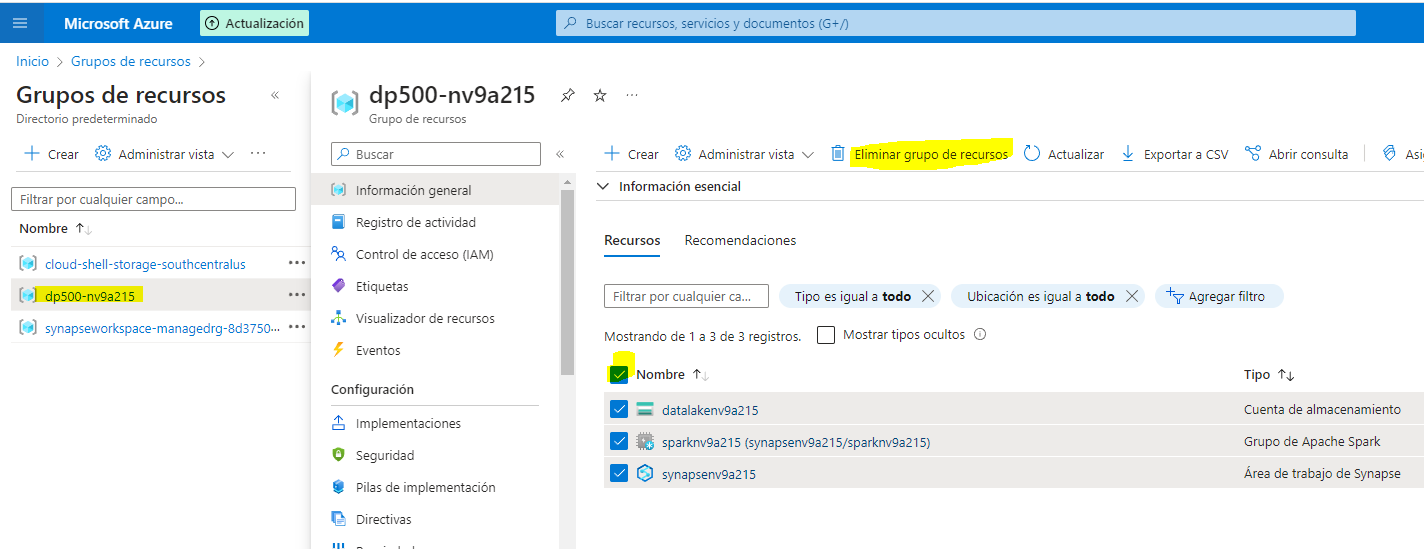 Microsoft Azure
Actualización
Buscar recursos, servicios y documentos (G+/)
Inicio > Grupos de recursos >
Grupos de recursos «
Directorio predeterminado
+ Crear Administrar vista ...
Filtrar por cualquier campo...
Nombre ↑↓
cloud-shell-storage-southcentralus ...
dp500-nv9a215 ...
synapseworkspace-managedrg-8d3750... ...
dp500-nv9a215 ...
Grupo de recursos
Buscar «
Información general
Registro de actividad
Control de acceso (IAM)
Etiquetas
Visualizador de recursos
Eventos
Configuración
Implementaciones
Seguridad
Pilas de implementación
Directivas
+ Crear Administrar vista Eliminar grupo de recursos Actualizar Exportar a CSV Abrir consulta
Información esencial
Recursos Recomendaciones
Filtrar por cualquier ca... Tipo es igual a todo Ubicación es igual a todo Agregar filtro
Mostrando de 1 a 3 de 3 registros. Mostrar tipos ocultos
Nombre ↑↓ Tipo ↑↓
datalakenv9a215 Cuenta de almacenamiento
sparknv9a215 (synapsenv9a215/sparknv9a215) Grupo de Apache Spark
synapsenv9a215 Área de trabajo de Synapse